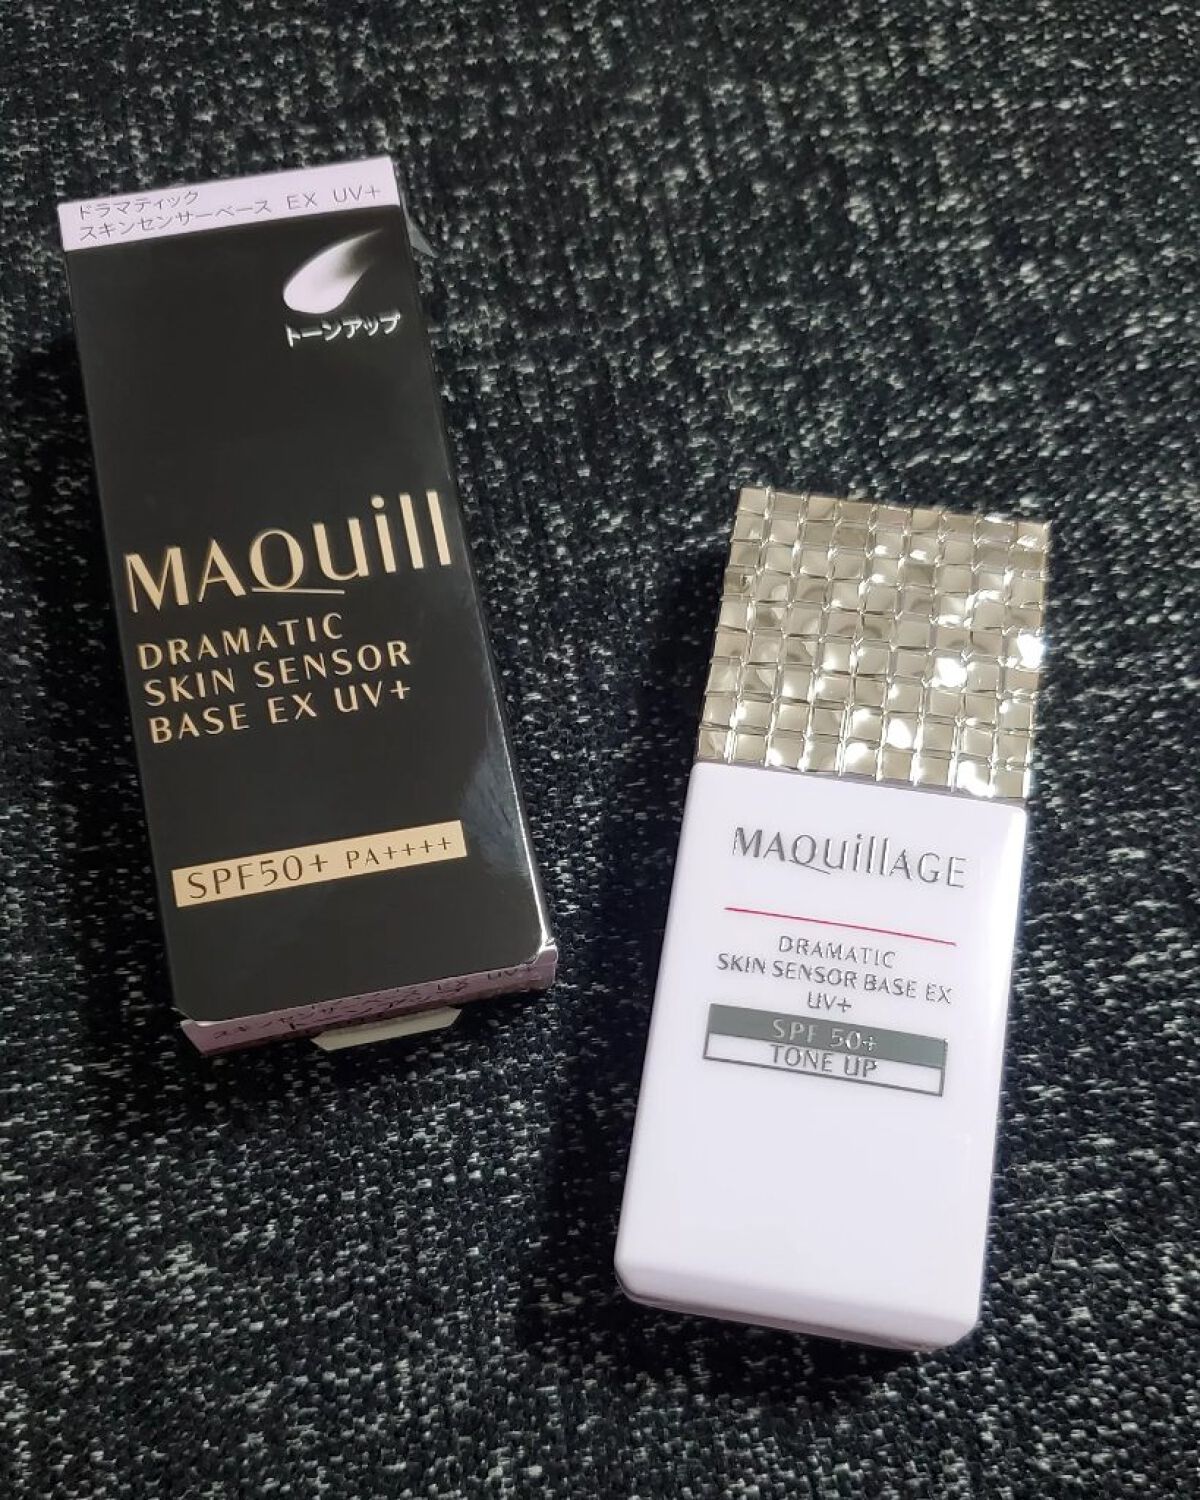 ドラマティック
スキンセンサーベース EX UV+
トーンアップ
MAQuill
DRAMATIC
SKIN SENSOR
BASE EX UV+
SPF50+ PA++++
MAQuillAGE
DRAMATIC
SKIN SENSOR BASE EX
UV+
SPF 50+
TONE UP